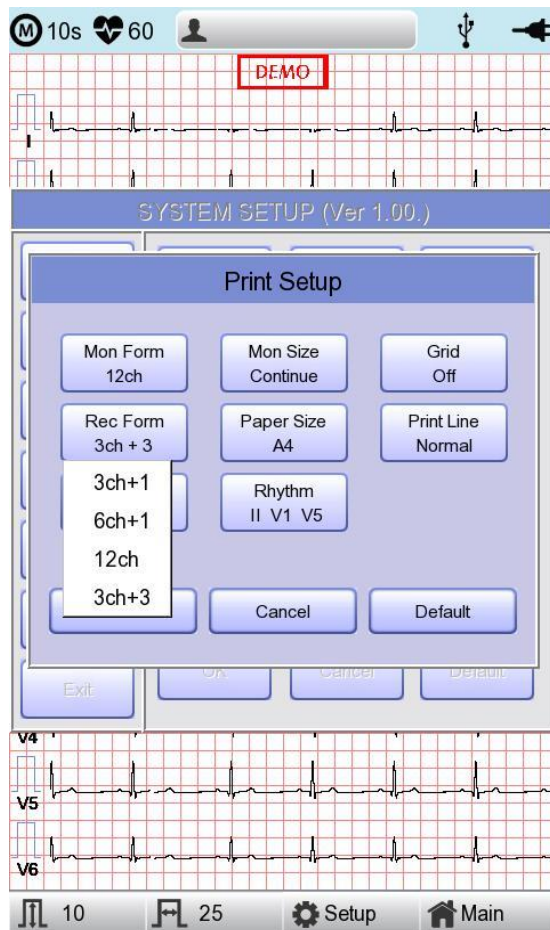 M 10s 60
DEMO
I
SYSTEM SETUP (Ver 1.00.)
Print Setup
Mon Form
12ch
Mon Size
Continue
Grid
Off
Rec Form
3ch + 3
Paper Size
A4
Print Line
Normal
3ch+1
6ch+1
12ch
3ch+3
Rhythm
II V1 V5
Cancel
Default
Exit
OK
Cancel
Default
V4
V5
V6
10
25
Setup
Main